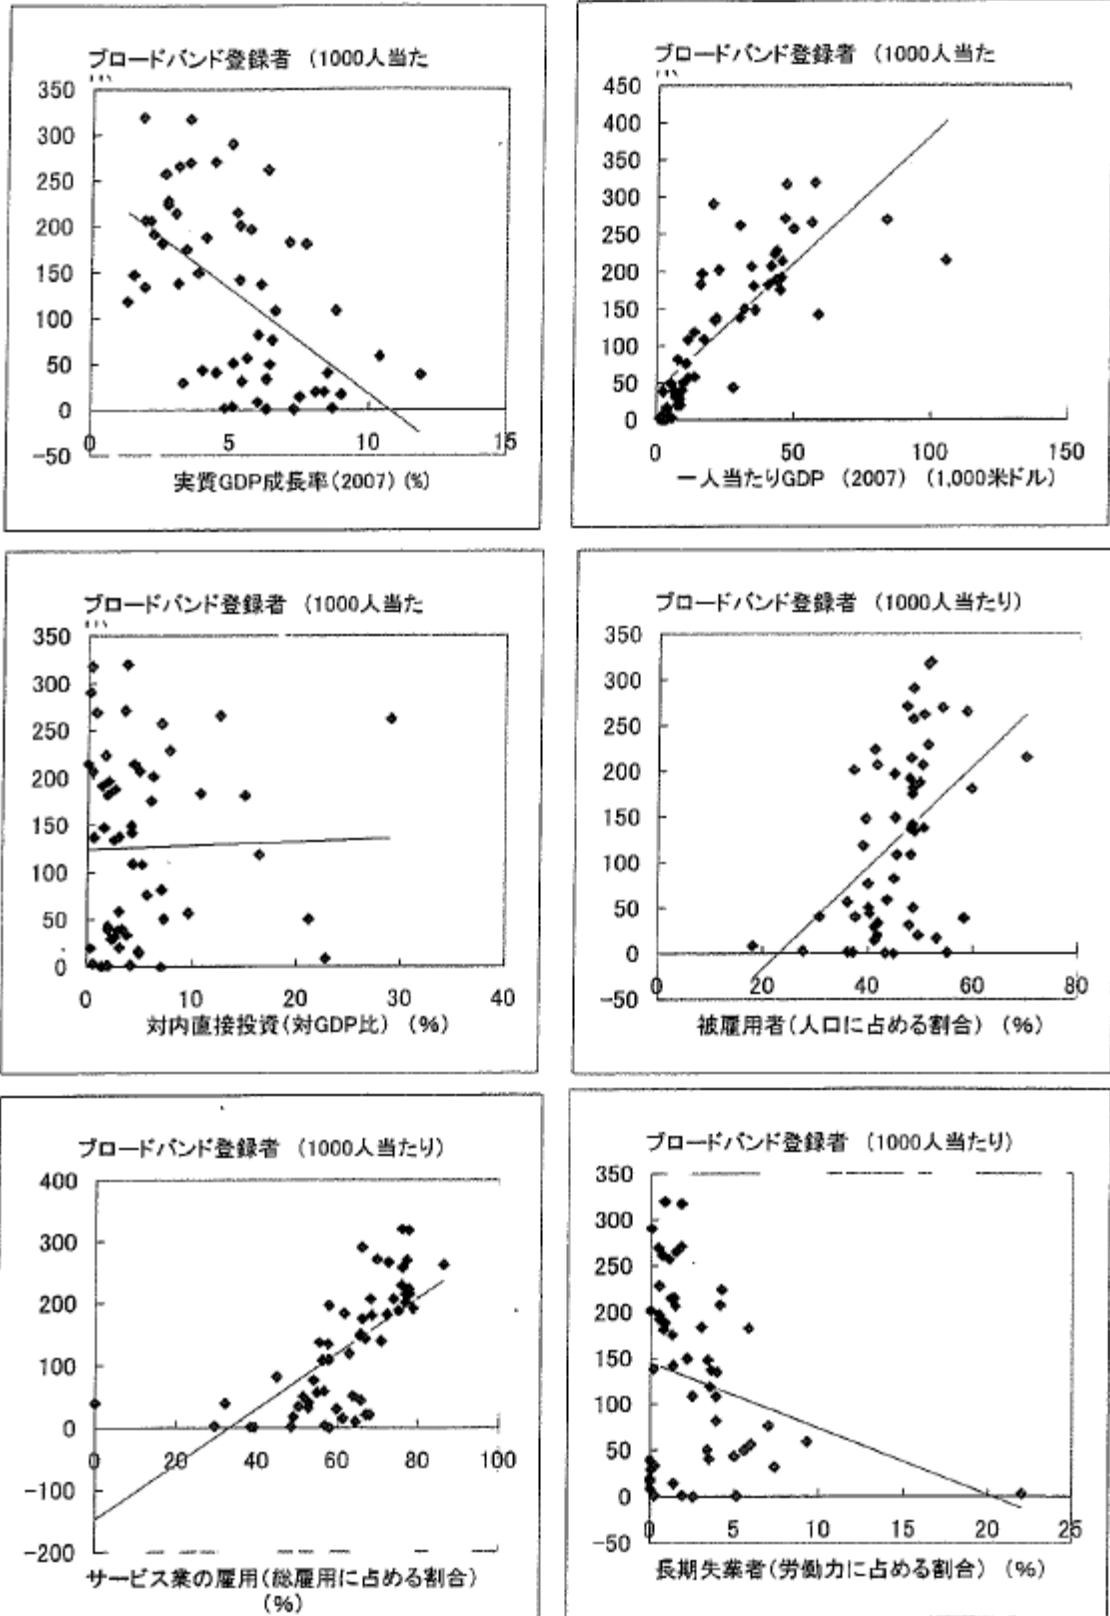 ブロードバンド登録者 (1000人当た
350
300
250
200
150
100
50
0
-50
0 5 10 15
実質GDP成長率(2007)(%)
ブロードバンド登録者 (1000人当た
450
400
350
300
250
200
150
100
50
0
0 50 100 150
一人当たりGDP (2007) (1,000米ドル)
ブロードバンド登録者 (1000人当た
350
300
250
200
150
100
50
0
0 10 20 30 40
対内直接投資(対GDP比) (%)
ブロードバンド登録者 (1000人当たり)
350
300
250
200
150
100
50
0
-50
0 20 40 60 80
被雇用者(人口に占める割合) (%)
ブロードバンド登録者 (1000人当たり)
400
300
200
100
0
-100
-200
0 20 40 60 80 100
サービス業の雇用(総雇用に占める割合)
(%)
ブロードバンド登録者 (1000人当たり)
350
300
250
200
150
100
50
0
-50
0 5 10 15 20 25
長期失業者(労働力に占める割合) (%)